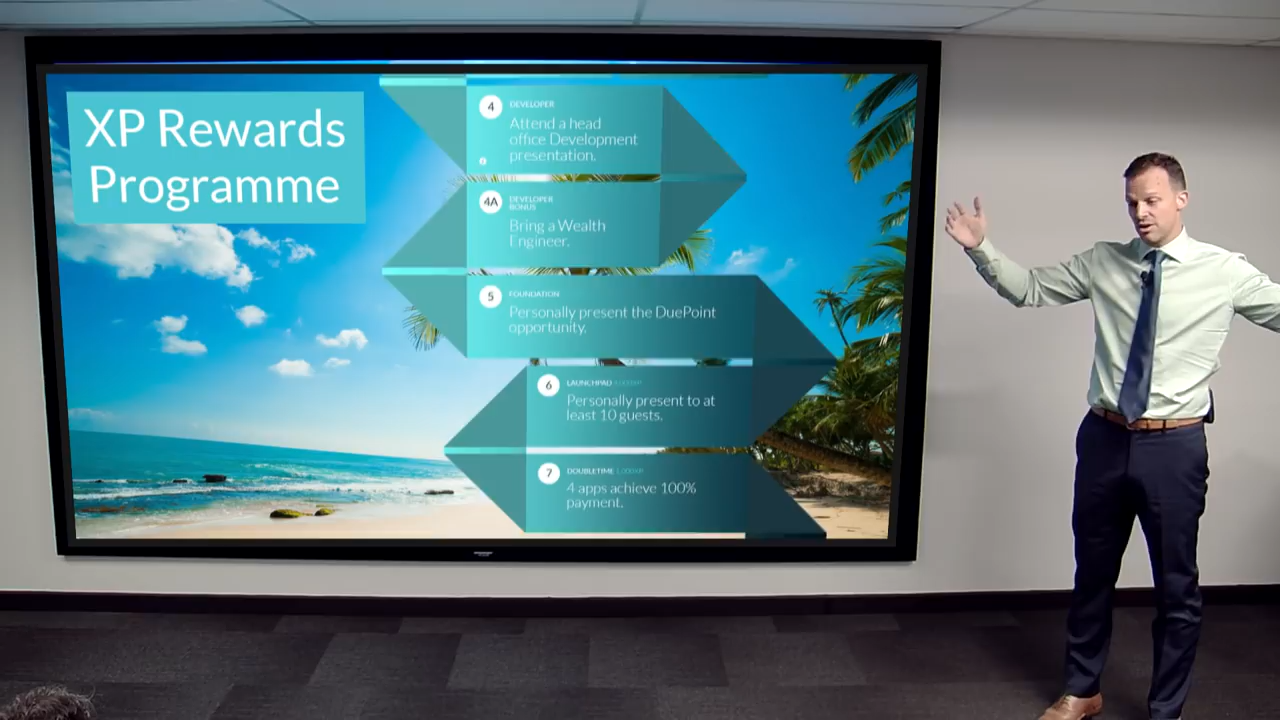 XP Rewards
Programme
4
DEVELOPER
Attend a head
office Development
presentation.
4A
DEVELOPER
BONUS
Bring a Wealth
Engineer.
5
FOUNDATION
Personally present the DuePoint
opportunity.
6
LAUNCHPAD
Personally present to at
least 10 guests.
7
DOUBLETIME
4 apps achieve 100%
payment.